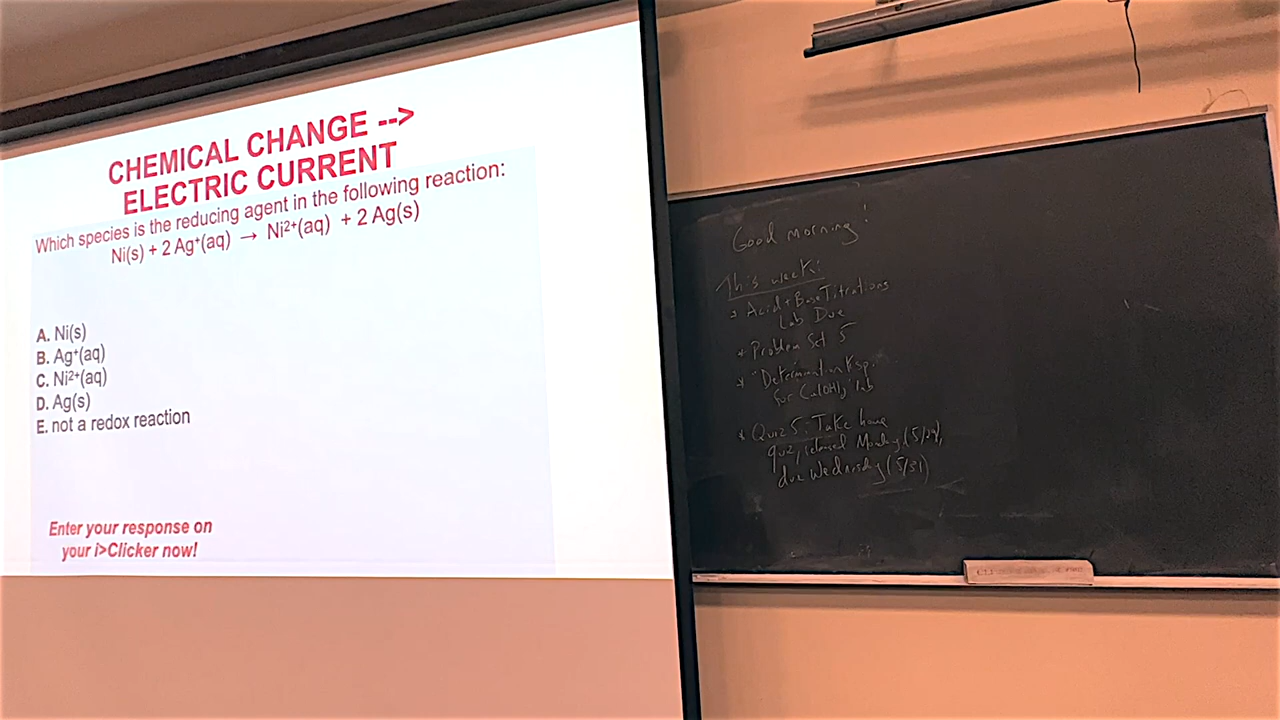 CHEMICAL CHANGE -->
ELECTRIC CURRENT
Which species is the reducing agent in the following reaction:
Ni(s) + 2 Ag⁺(aq) → Ni²⁺(aq) + 2 Ag(s)
A. Ni(s)
B. Ag⁺(aq)
C. Ni²⁺(aq)
D. Ag(s)
E. not a redox reaction
Enter your response on
your i>Clicker now!
Good morning!
This week:
* Acid + Base Titrations
Lab Due
* Problem Set 5
* "Determination Ksp
for Ca(OH)₂" lab
* Quiz 5: Take home
quiz, released Monday (5/29),
due Wednesday (5/31)